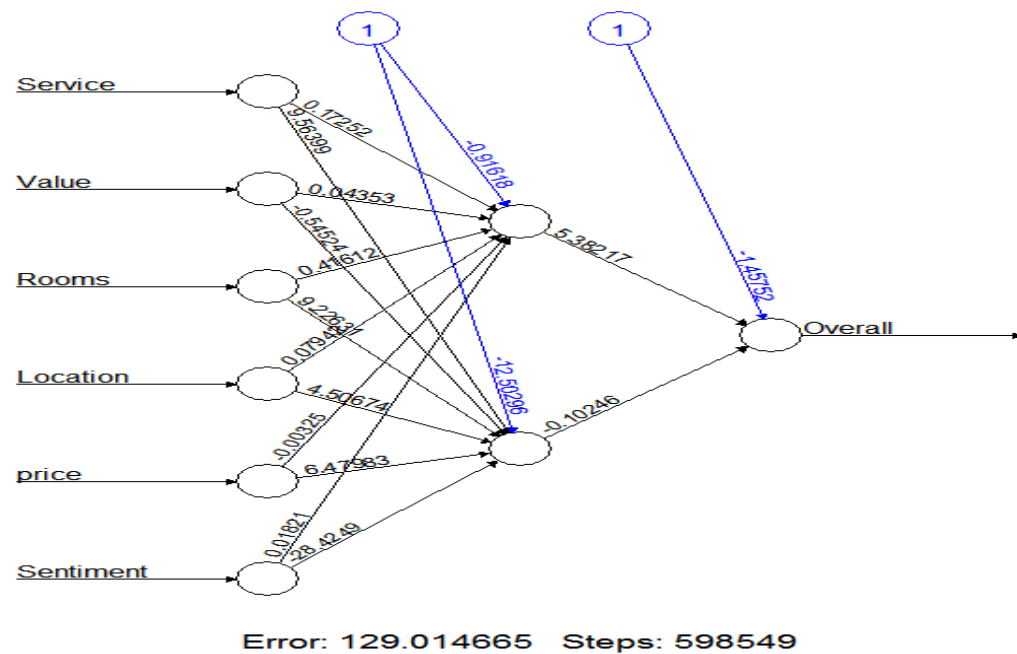 1
1
Service
0.17252
9.56399
-0.91618
Value
0.04353
-0.54524
5.38217
Rooms
0.41612
9.22637
-1.45752
Overall
Location
0.07942
4.50674
-12.50296
-0.10246
price
-0.00325
6.47983
Sentiment
0.01821
-28.4249
Error: 129.014665 Steps: 598549